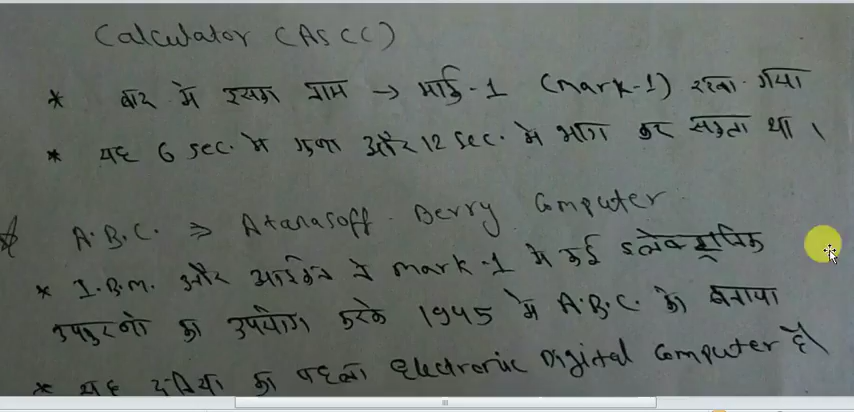 Calculator (ASCC)
* बाद में इसका नाम → मार्क-1 (mark-1) रखा गया
* यह 6 sec. में गुणा और 12 sec. में भाग कर सकता था ।
A.B.C. ⇒ Atanasoff Berry Computer
* I.B.M. और आईकेन ने mark-1 में कई इलेक्ट्रॉनिक
उपकरनो का उपयोग करके 1945 में A.B.C. को बनाया
* यह दुनिया का पहला Electronic Digital Computer है।